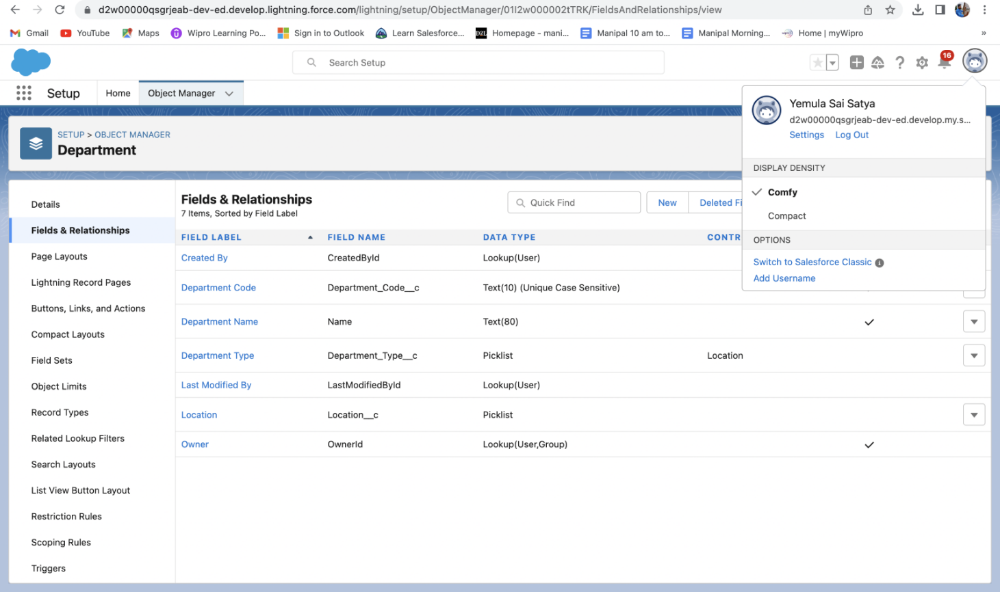 d2w00000qsgrjeab-dev-ed.develop.lightning.force.com/lightning/setup/ObjectManager/01I2w000002tTRK/FieldsAndRelationships/view
Gmail YouTube Maps Wipro Learning Po... Sign in to Outlook Learn Salesforce... D2L Homepage - mani... Manipal 10 am to... Manipal Morning... Home | myWipro »
Search Setup
16
Setup Home Object Manager
Yemula Sai Satya
d2w00000qsgrjeab-dev-ed.develop.my.s...
Settings Log Out
DISPLAY DENSITY
Comfy
Compact
OPTIONS
Switch to Salesforce Classic
Add Username
SETUP > OBJECT MANAGER
Department
Details
Fields & Relationships
Page Layouts
Lightning Record Pages
Buttons, Links, and Actions
Compact Layouts
Field Sets
Object Limits
Record Types
Related Lookup Filters
Search Layouts
List View Button Layout
Restriction Rules
Scoping Rules
Triggers
Fields & Relationships
7 Items, Sorted by Field Label
Quick Find New Deleted Fi
FIELD LABEL FIELD NAME DATA TYPE CONTR
Created By CreatedById Lookup(User)
Department Code Department_Code__c Text(10) (Unique Case Sensitive)
Department Name Name Text(80)
Department Type Department_Type__c Picklist Location
Last Modified By LastModifiedById Lookup(User)
Location Location__c Picklist
Owner OwnerId Lookup(User,Group)